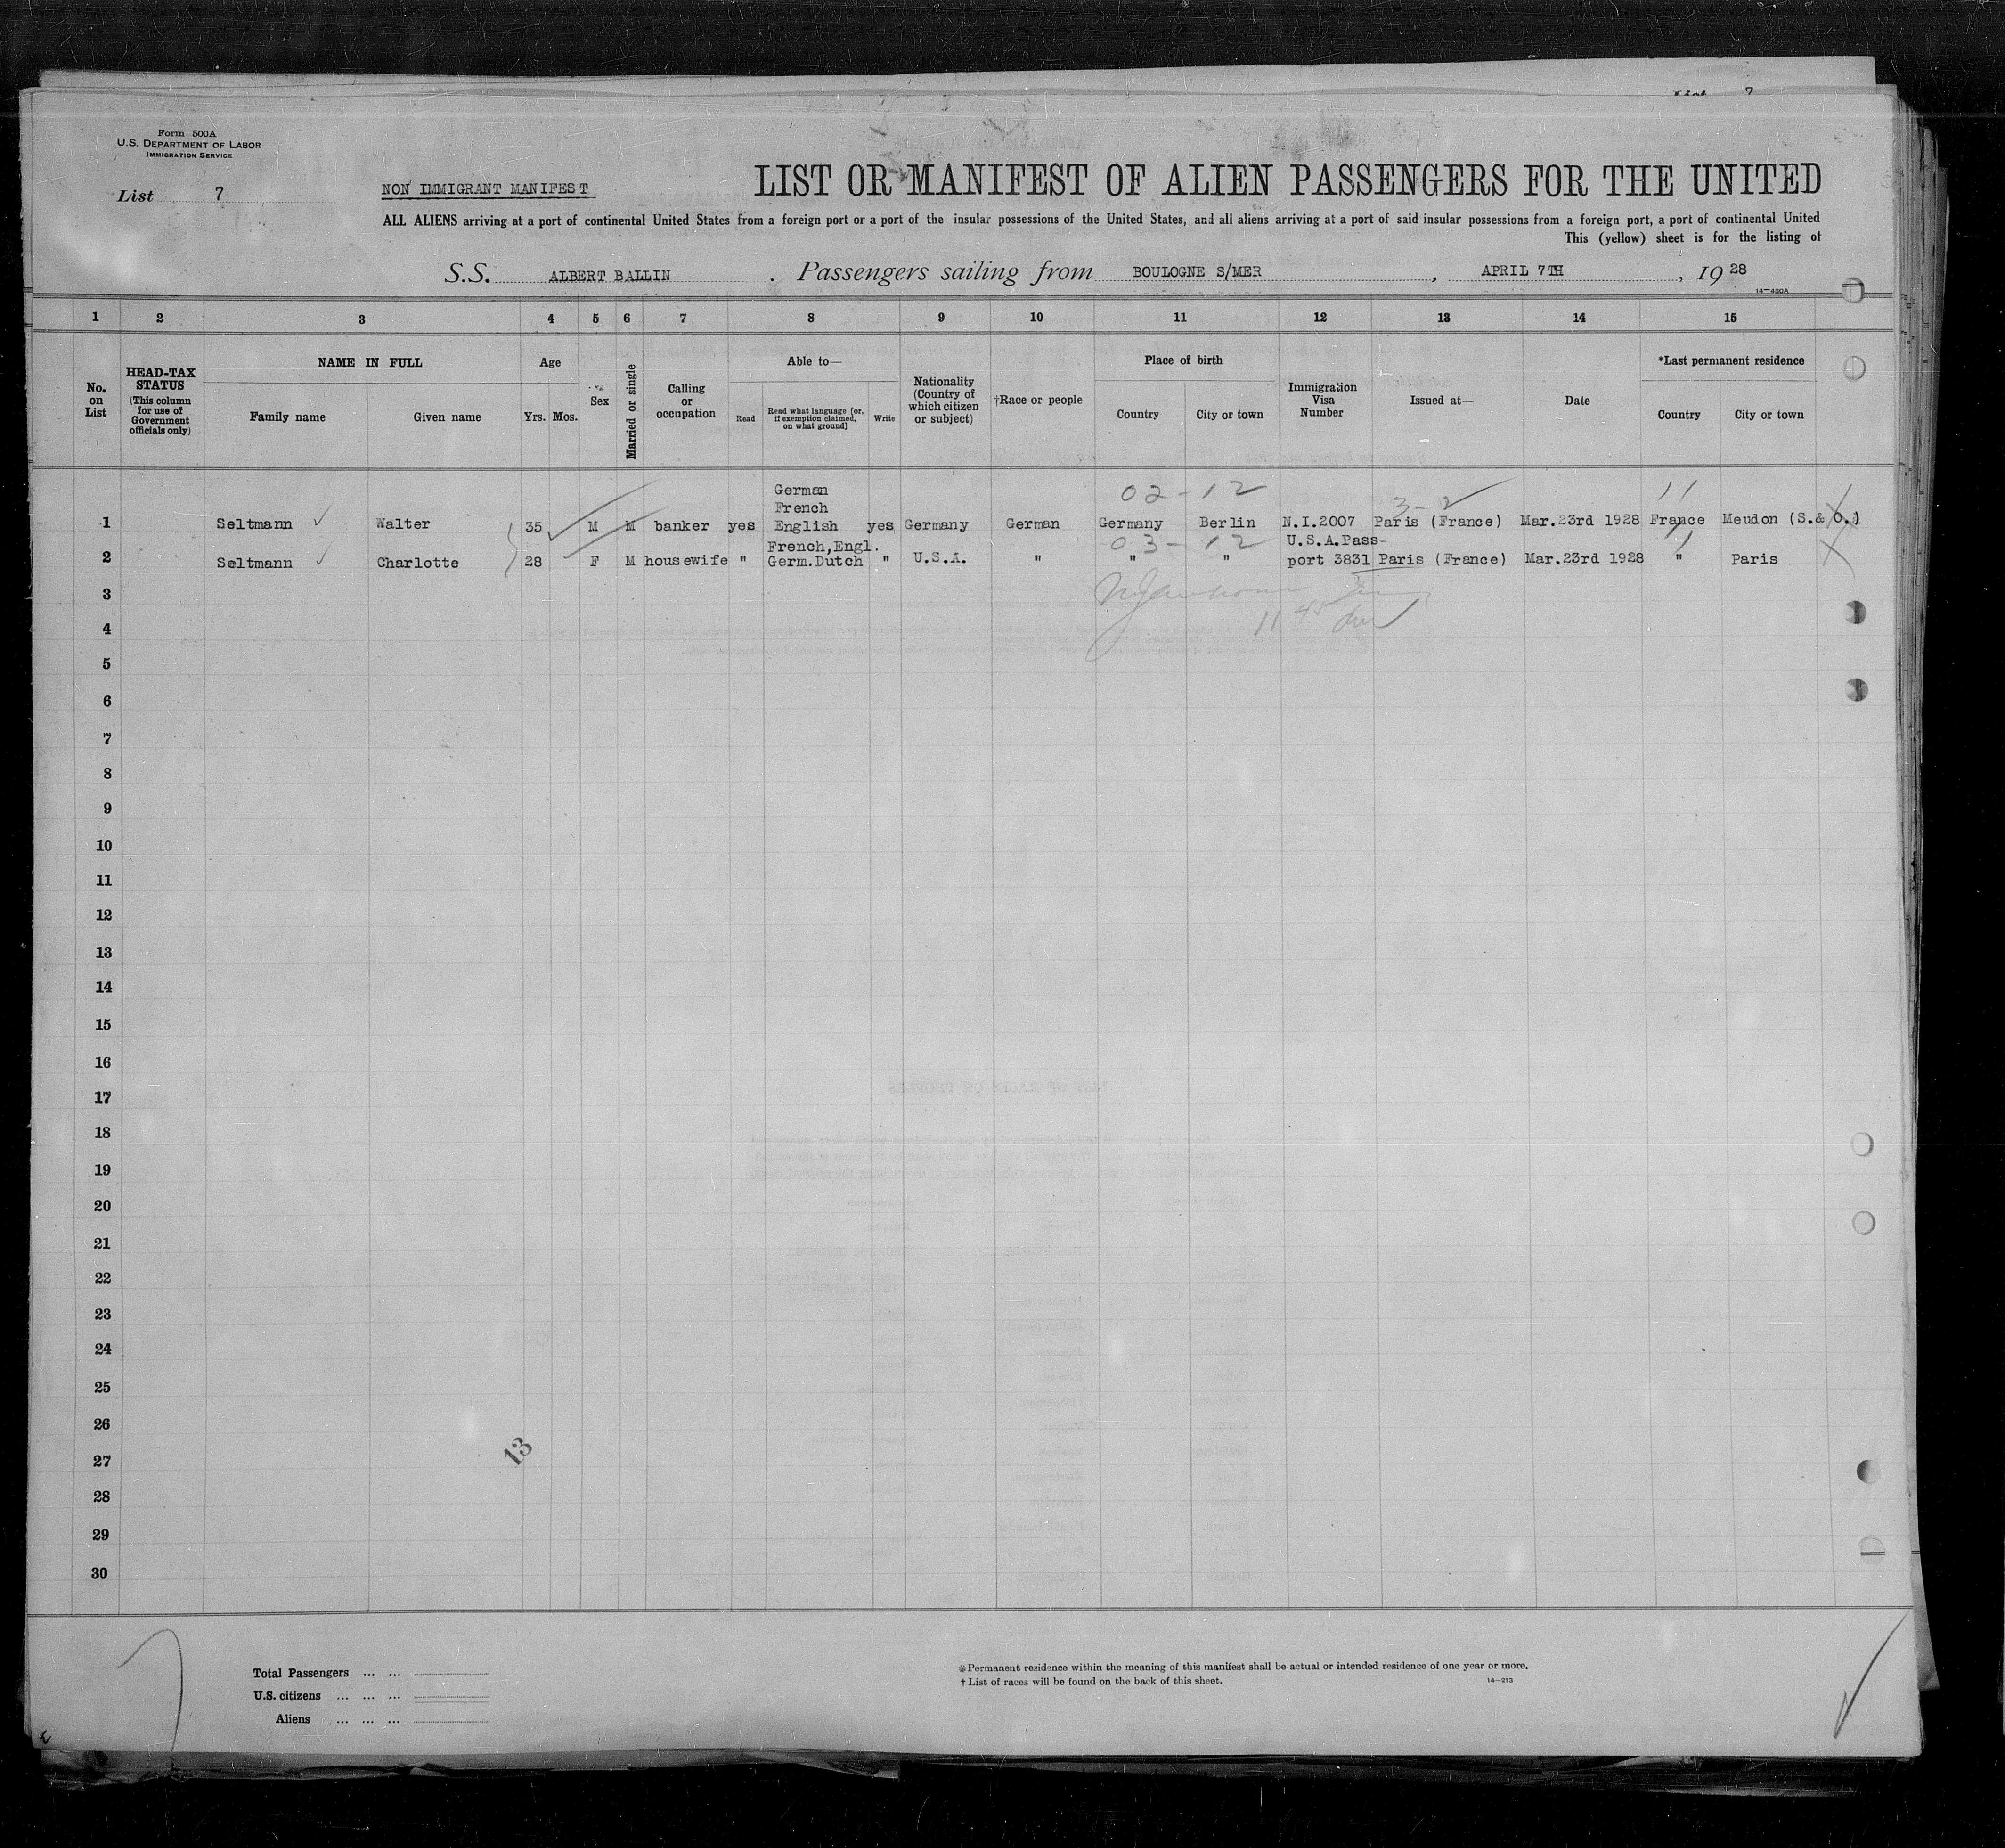 List 7
Form 500A
U.S. DEPARTMENT OF LABOR
IMMIGRATION SERVICE
List 7
NON IMMIGRANT MANIFEST
LIST OR MANIFEST OF ALIEN PASSENGERS FOR THE UNITED
ALL ALIENS arriving at a port of continental United States from a foreign port or a port of the insular possessions of the United States, and all aliens arriving at a port of said insular possessions from a foreign port, a port of continental United
This (yellow) sheet is for the listing of
S.S. ALBERT BALLIN . Passengers sailing from BOULOGNE S/MER , APRIL 7TH , 19 28
14—430A
1 2 3 4 5 6 7 8 9 10 11 12 13 14 15
No. on List
HEAD-TAX STATUS
(This column for use of Government officials only)
NAME IN FULL
Family name Given name
Age
Yrs. Mos.
Sex
Married or single
Calling or occupation
Able to—
Read
Read what language [or, if exemption claimed, on what ground]
Write
Nationality (Country of which citizen or subject)
†Race or people
Place of birth
Country City or town
Immigration Visa Number
Issued at—
Date
*Last permanent residence
Country City or town
German 02-12
French 3-2 11
1 Seltmann Walter 35 M M banker yes English yes Germany German Germany Berlin N.I.2007 Paris (France) Mar.23rd 1928 France Meudon (S.& O.)
French,Engl. 03-12 U.S.A.Pass- 11
2 Seltmann Charlotte 28 F M housewife " Germ.Dutch " U.S.A. " " " port 3831 Paris (France) Mar.23rd 1928 " Paris
3
4 11 45
5
6
7
8
9
10
11
12
13
14
15
16
17
18
19
20
21
22
23
24
25
26
27
28
29
30
13
Total Passengers ... ...
U.S. citizens ... ... ...
Aliens ... ... ...
*Permanent residence within the meaning of this manifest shall be actual or intended residence of one year or more.
† List of races will be found on the back of this sheet.
14—213